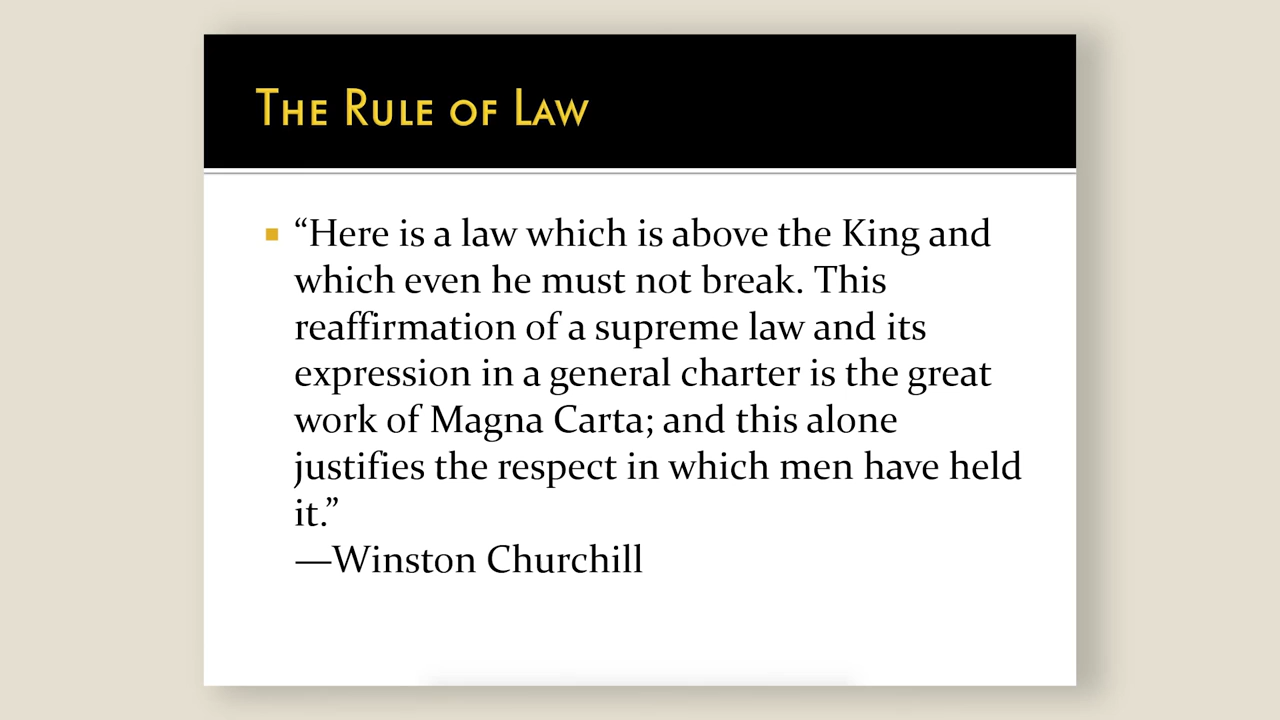 The Rule of Law
“Here is a law which is above the King and
which even he must not break. This
reaffirmation of a supreme law and its
expression in a general charter is the great
work of Magna Carta; and this alone
justifies the respect in which men have held
it.”
—Winston Churchill